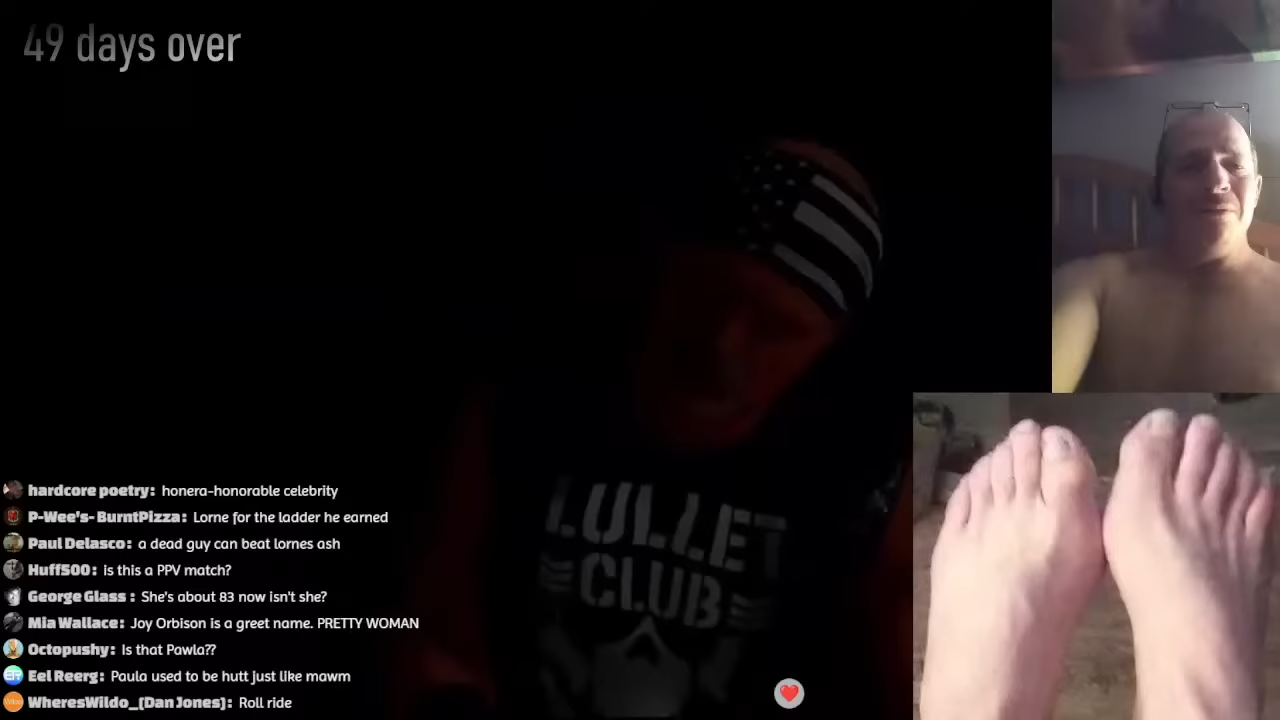 49 days over
LULLET
CLUB
hardcore poetry: honera-honorable celebrity
P-Wee's- BurntPizza: Lorne for the ladder he earned
Paul Delasco: a dead guy can beat lornes ash
Huff500: is this a PPV match?
George Glass : She's about 83 now isn't she?
Mia Wallace: Joy Orbison is a greet name. PRETTY WOMAN
Octopushy: Is that Pawla??
Eel Reerg: Paula used to be hutt just like mawm
WheresWildo_(Dan Jones): Roll ride